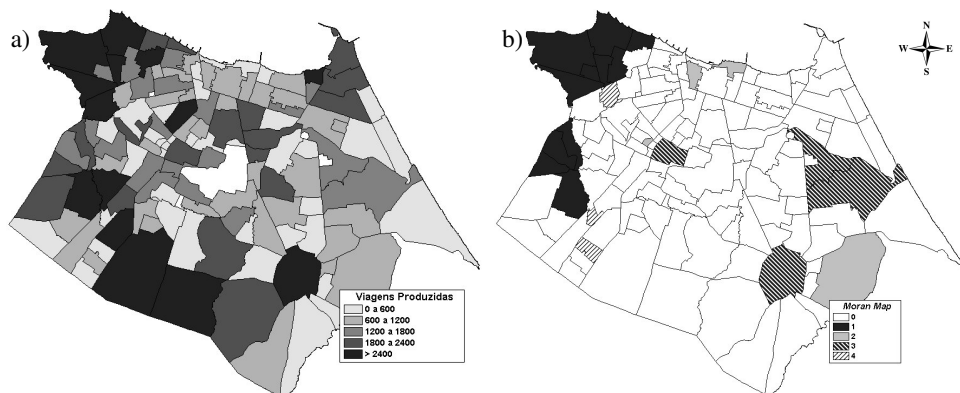 a)
Viagens Produzidas
0 a 600
600 a 1200
1200 a 1800
1800 a 2400
> 2400
b)
N
W E
S
Moran Map
0
1
2
3
4